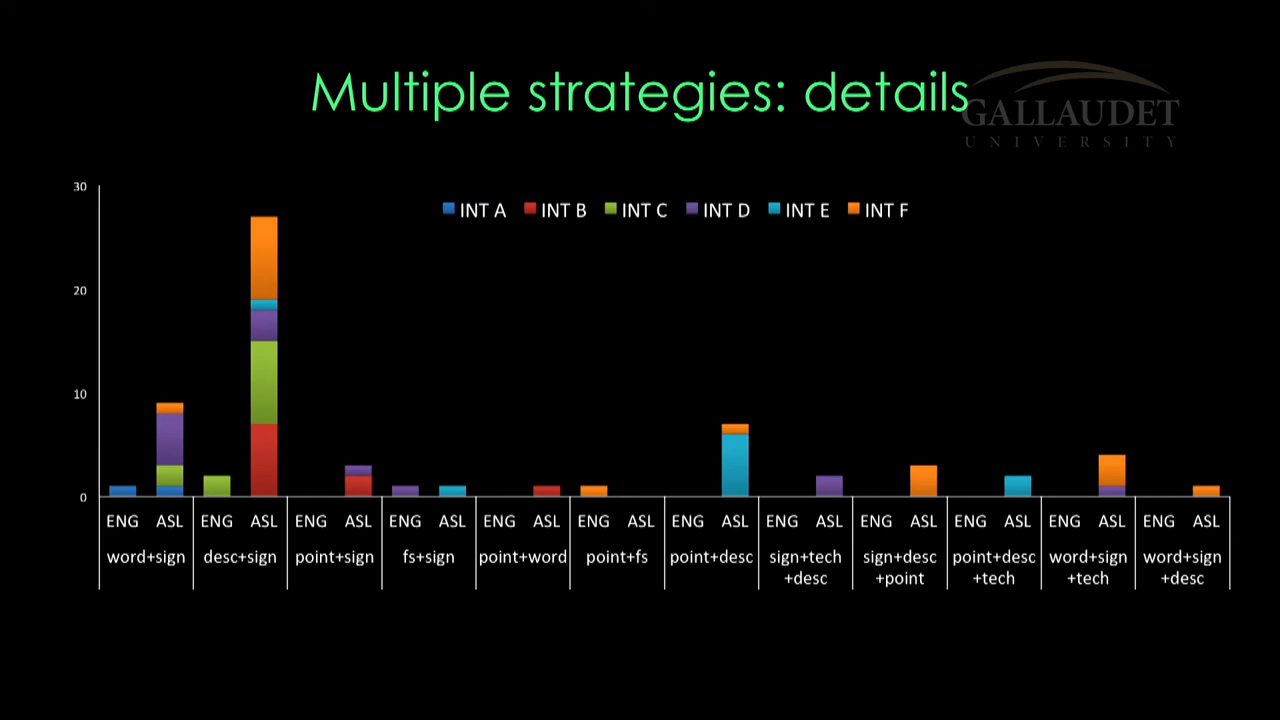 Multiple strategies: details
GALLAUDET
UNIVERSITY
30
INT A INT B INT C INT D INT E INT F
20
10
0
ENG ASL ENG ASL ENG ASL ENG ASL ENG ASL ENG ASL ENG ASL ENG ASL ENG ASL ENG ASL ENG ASL ENG ASL
word+sign desc+sign point+sign fs+sign point+word point+fs point+desc sign+tech sign+desc point+desc word+sign word+sign
+desc +point +tech +tech +desc